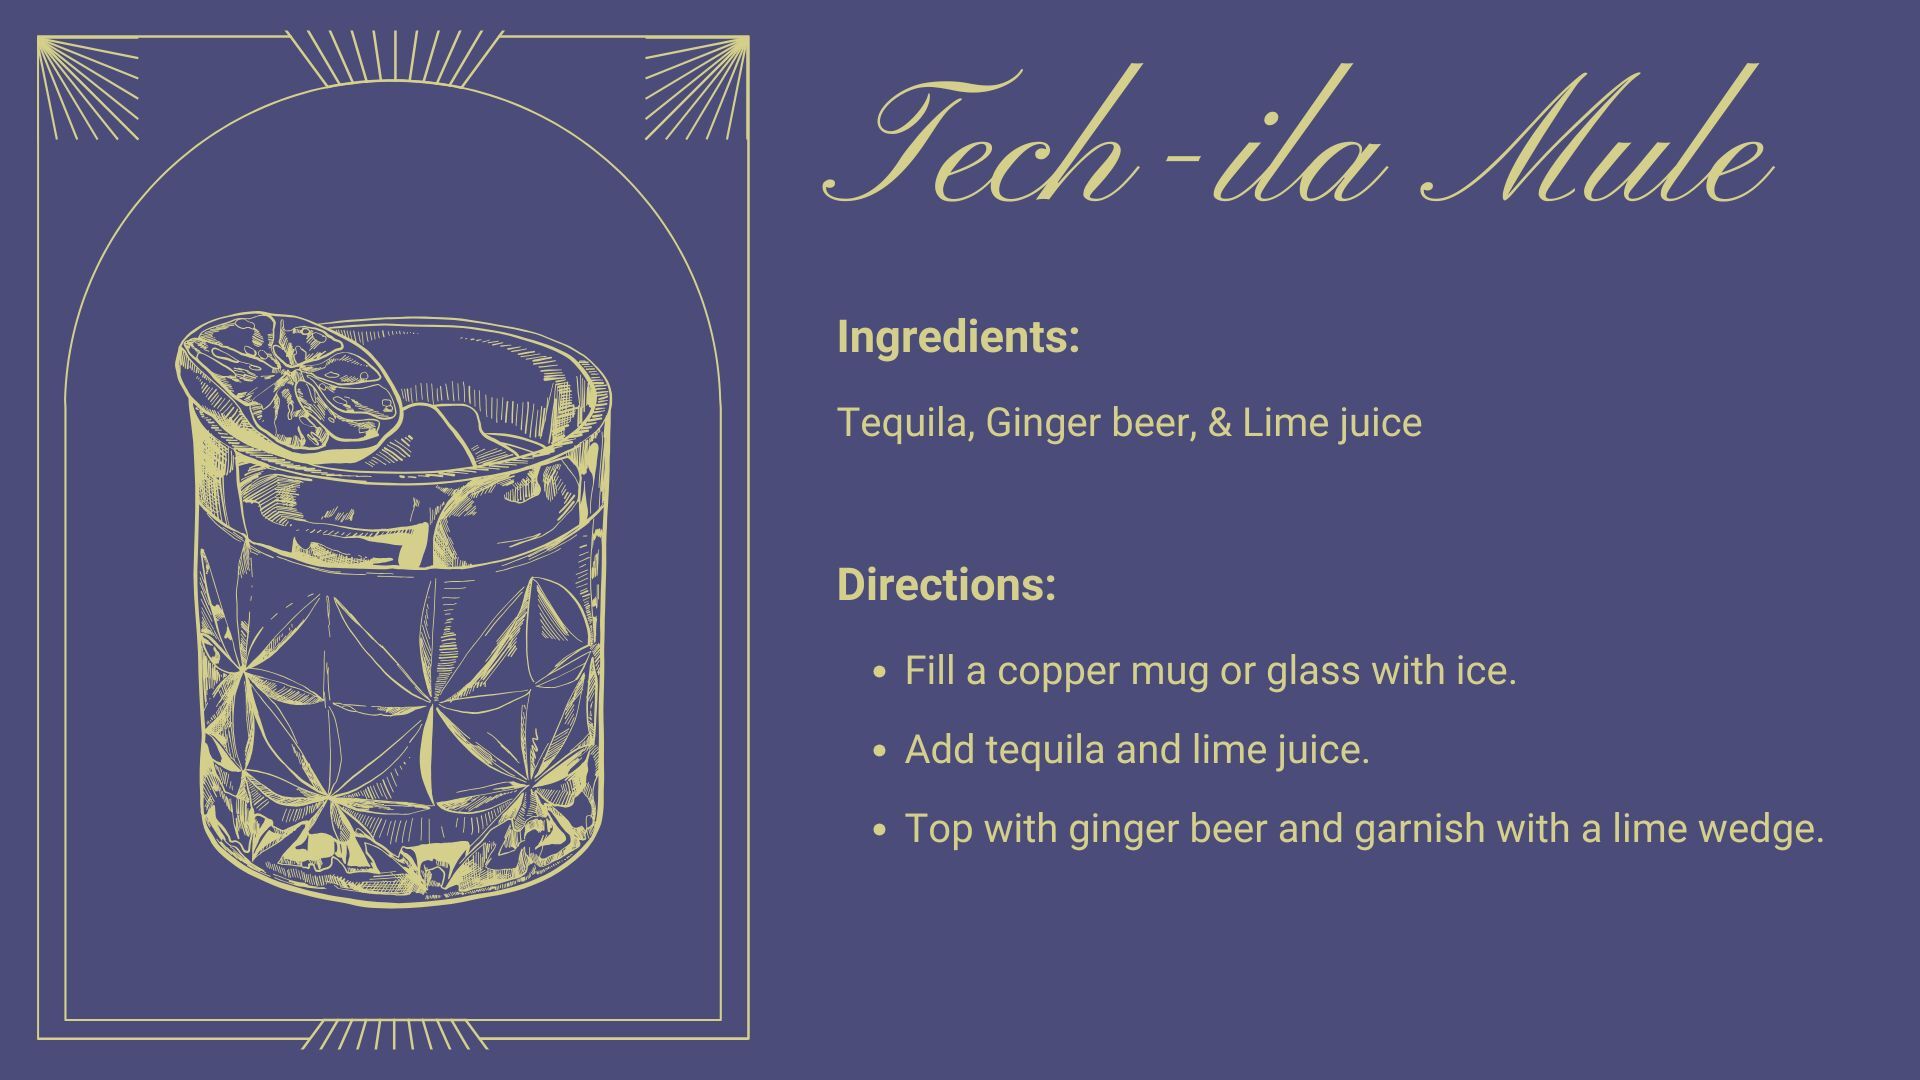 Tech-ila Mule
Ingredients:
Tequila, Ginger beer, & Lime juice
Directions:
• Fill a copper mug or glass with ice.
• Add tequila and lime juice.
• Top with ginger beer and garnish with a lime wedge.